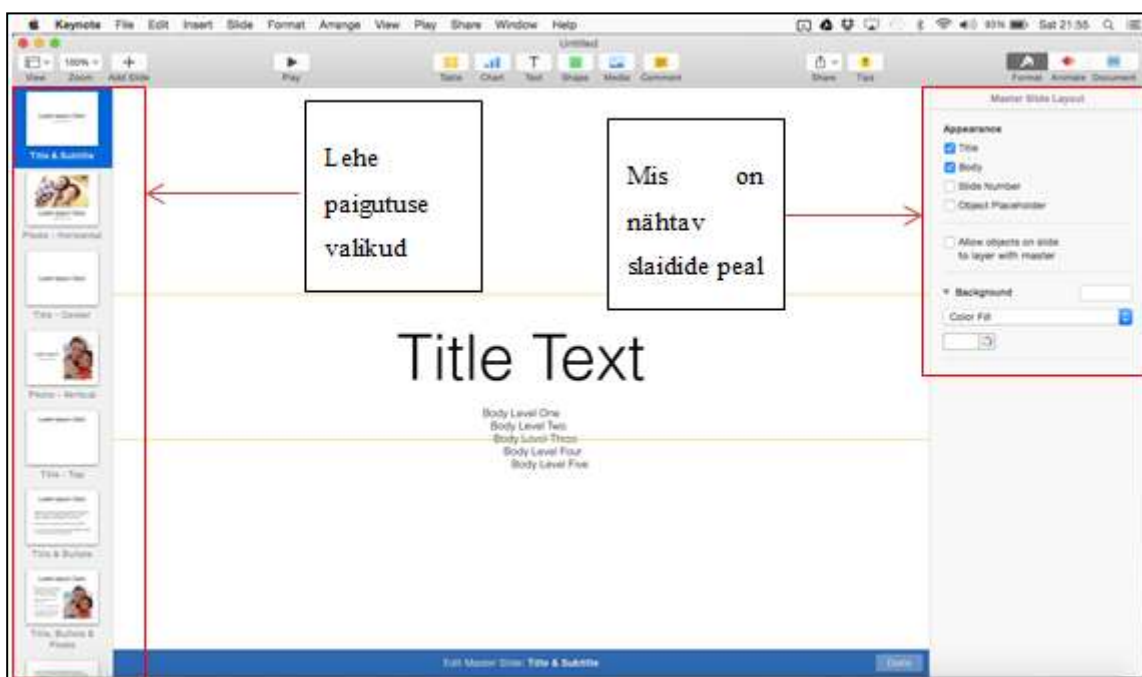 Keynote File Edit Insert Slide Format Arrange View Play Share Window Help
93% Sat 21:55
Untitled
100%
View Zoom Add Slide Play Table Chart Text Shape Media Comment Share Tips Format Animate Document
Title & Subtitle
Photo - Horizontal
Title - Center
Photo - Vertical
Title - Top
Title & Bullets
Title, Bullets &
Photo
Lehe
paigutuse
valikud
Mis on
nähtav
slaidide peal
Title Text
Body Level One
Body Level Two
Body Level Three
Body Level Four
Body Level Five
Master Slide Layout
Appearance
Title
Body
Slide Number
Object Placeholder
Allow objects on slide
to layer with master
Background
Color Fill
Edit Master Slide: Title & Subtitle
Done